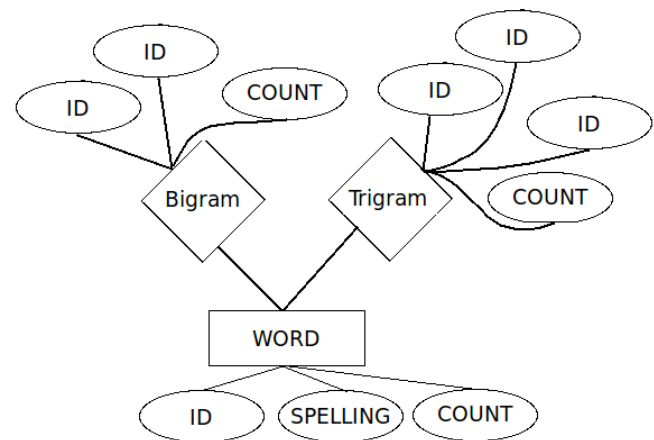 ID
ID
ID
ID
COUNT
ID
Bigram
Trigram
COUNT
WORD
ID
SPELLING
COUNT